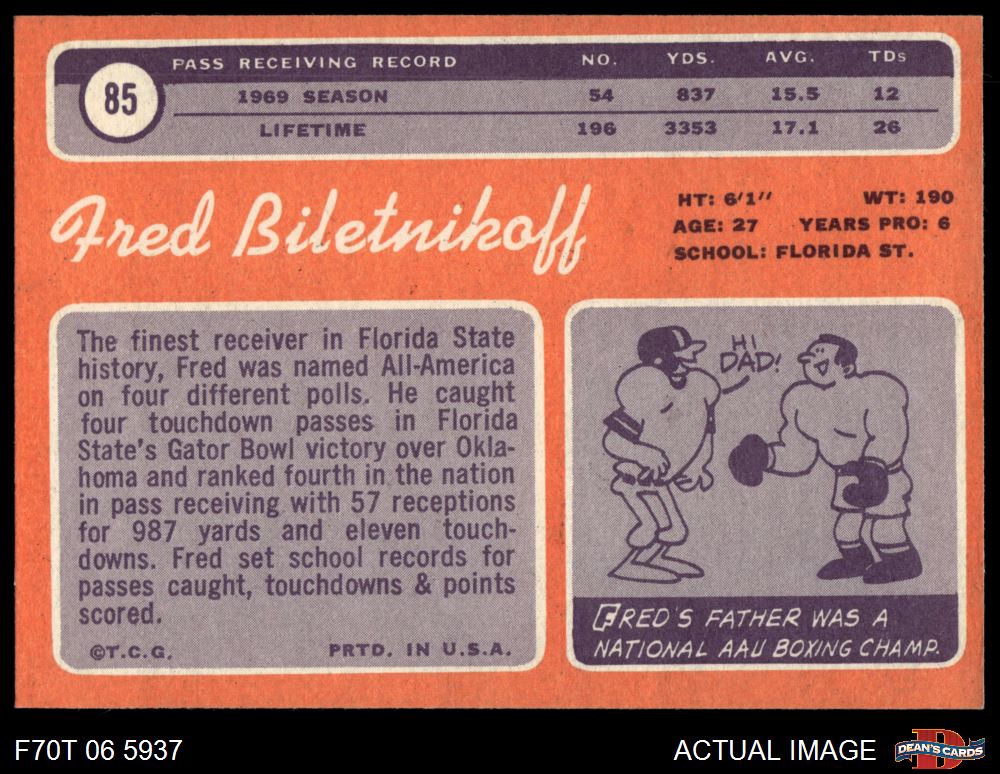 85
PASS RECEIVING RECORD NO. YDS. AVG. TDs
1969 SEASON 54 837 15.5 12
LIFETIME 196 3353 17.1 26
Fred Biletnikoff
HT: 6'1'' WT: 190
AGE: 27 YEARS PRO: 6
SCHOOL: FLORIDA ST.
The finest receiver in Florida State
history, Fred was named All-America
on four different polls. He caught
four touchdown passes in Florida
State's Gator Bowl victory over Okla-
homa and ranked fourth in the nation
in pass receiving with 57 receptions
for 987 yards and eleven touch-
downs. Fred set school records for
passes caught, touchdowns & points
scored.
©T.C.G. PRTD. IN U.S.A.
HI
DAD!
FRED'S FATHER WAS A
NATIONAL AAU BOXING CHAMP.
F70T 06 5937 ACTUAL IMAGE DEAN'S CARDS